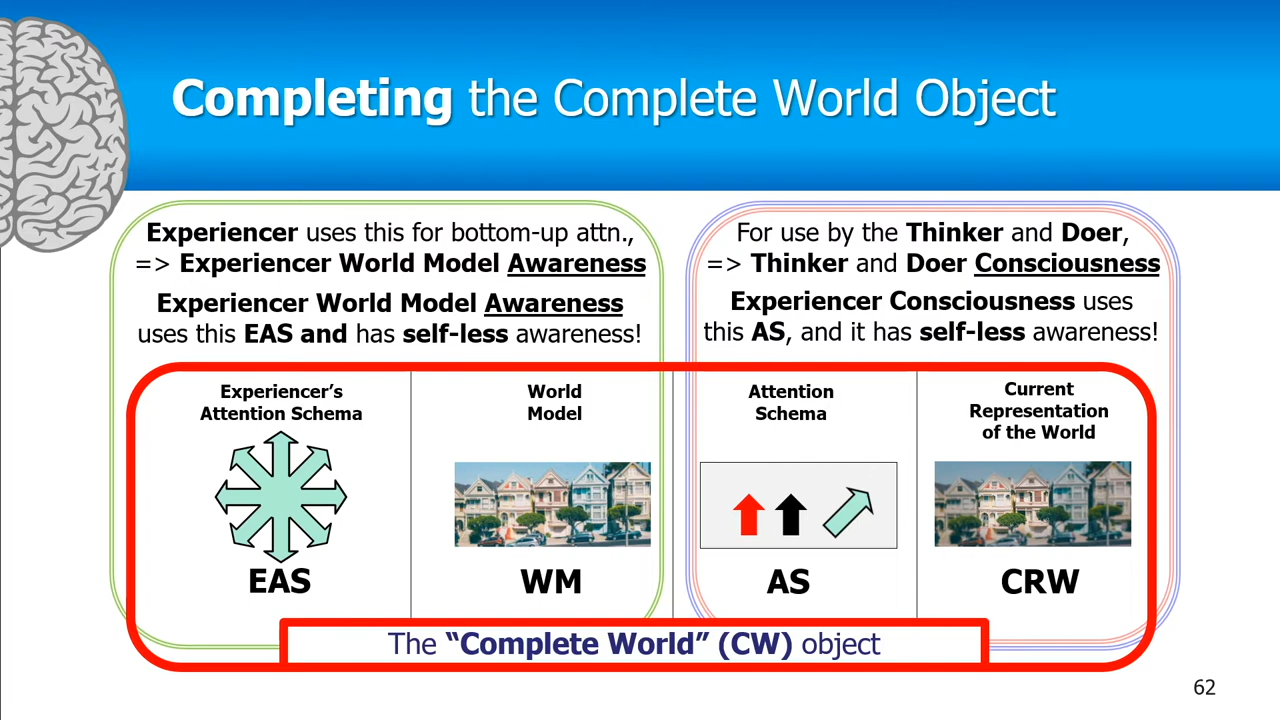 Completing the Complete World Object
Experiencer uses this for bottom-up attn.,
=> Experiencer World Model Awareness
Experiencer World Model Awareness
uses this EAS and has self-less awareness!
For use by the Thinker and Doer,
=> Thinker and Doer Consciousness
Experiencer Consciousness uses
this AS, and it has self-less awareness!
Experiencer’s
Attention Schema
EAS
World
Model
WM
Attention
Schema
AS
Current
Representation
of the World
CRW
The “Complete World” (CW) object
62